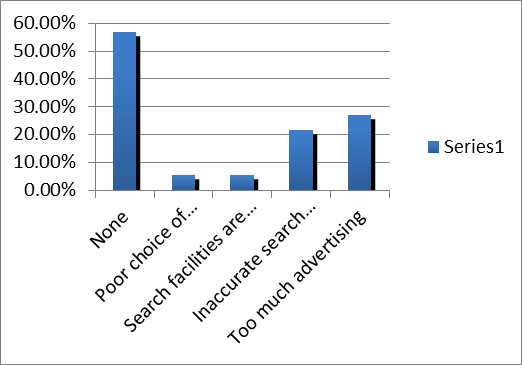 60.00%
50.00%
40.00%
30.00%
20.00%
10.00%
0.00%
None
Poor choice of...
Search facilities are...
Inaccurate search...
Too much advertising
Series1